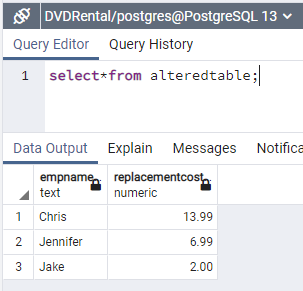 DVDRental/postgres@PostgreSQL 13
Query Editor Query History
1 select*from alteredtable;
Data Output Explain Messages Notifica
empname replacementcost
text numeric
1 Chris 13.99
2 Jennifer 6.99
3 Jake 2.00